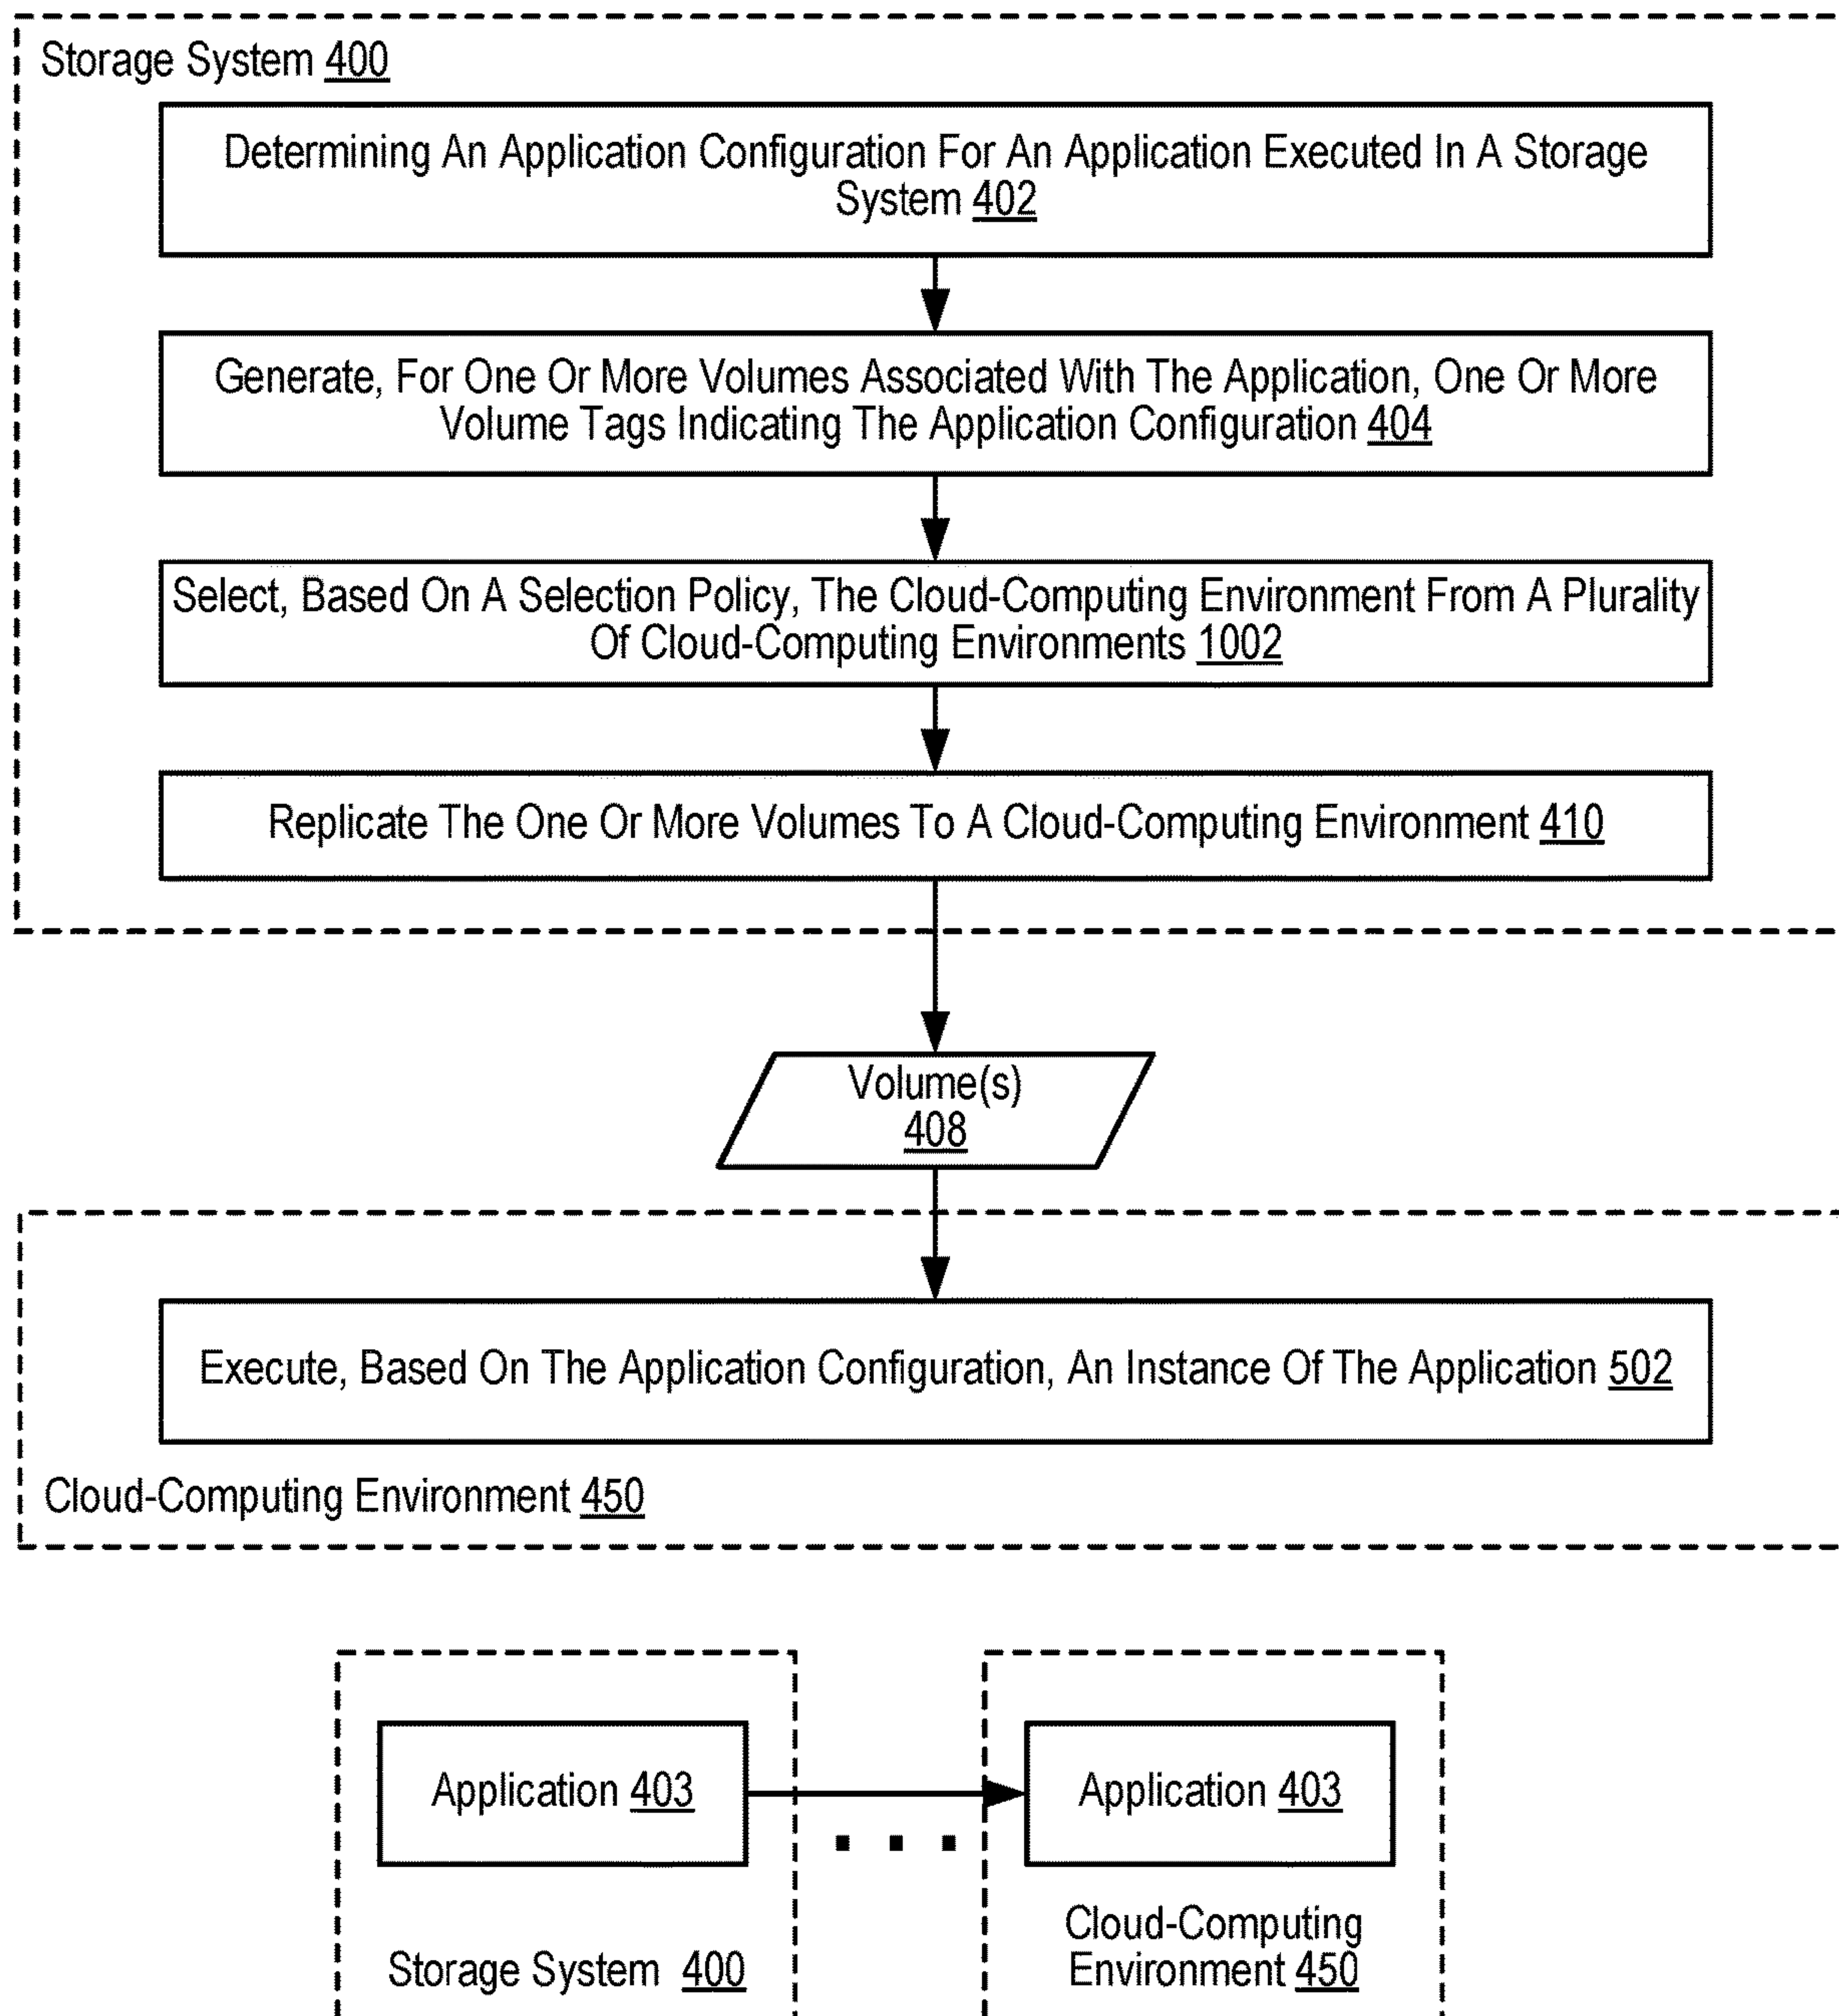 Storage System 400
Determining An Application Configuration For An Application Executed In A Storage
System 402
Generate, For One Or More Volumes Associated With The Application, One Or More
Volume Tags Indicating The Application Configuration 404
Select, Based On A Selection Policy, The Cloud-Computing Environment From A Plurality
Of Cloud-Computing Environments 1002
Replicate The One Or More Volumes To A Cloud-Computing Environment 410
Volume(s)
408
Execute, Based On The Application Configuration, An Instance Of The Application 502
Cloud-Computing Environment 450
Application 403
Application 403
Storage System 400
Cloud-Computing
Environment 450